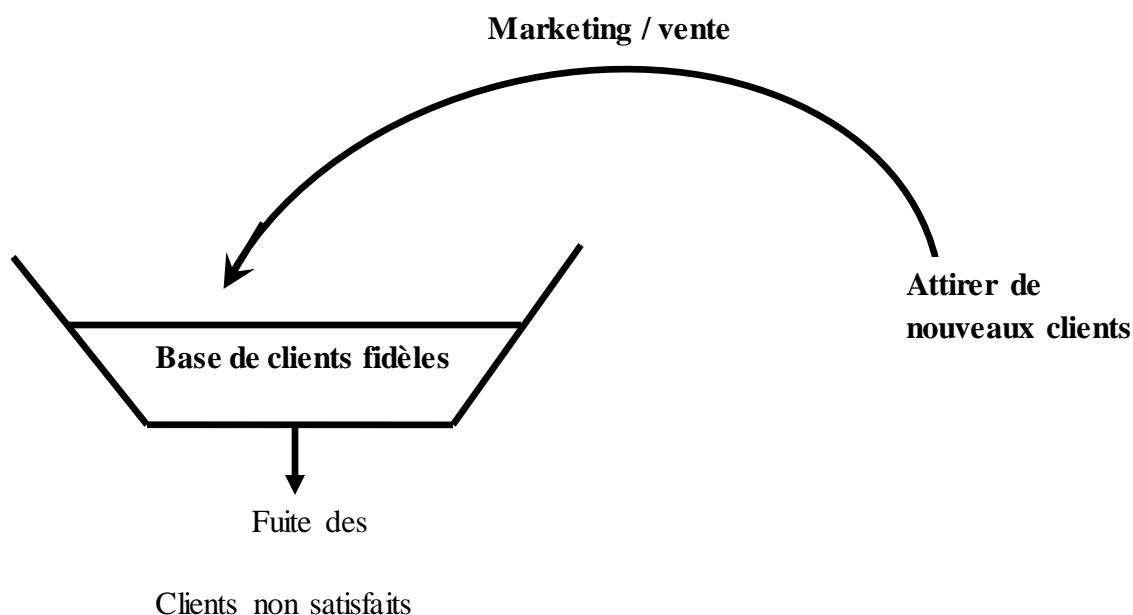 Marketing / vente
Attirer de
nouveaux clients
Base de clients fidèles
Fuite des
Clients non satisfaits